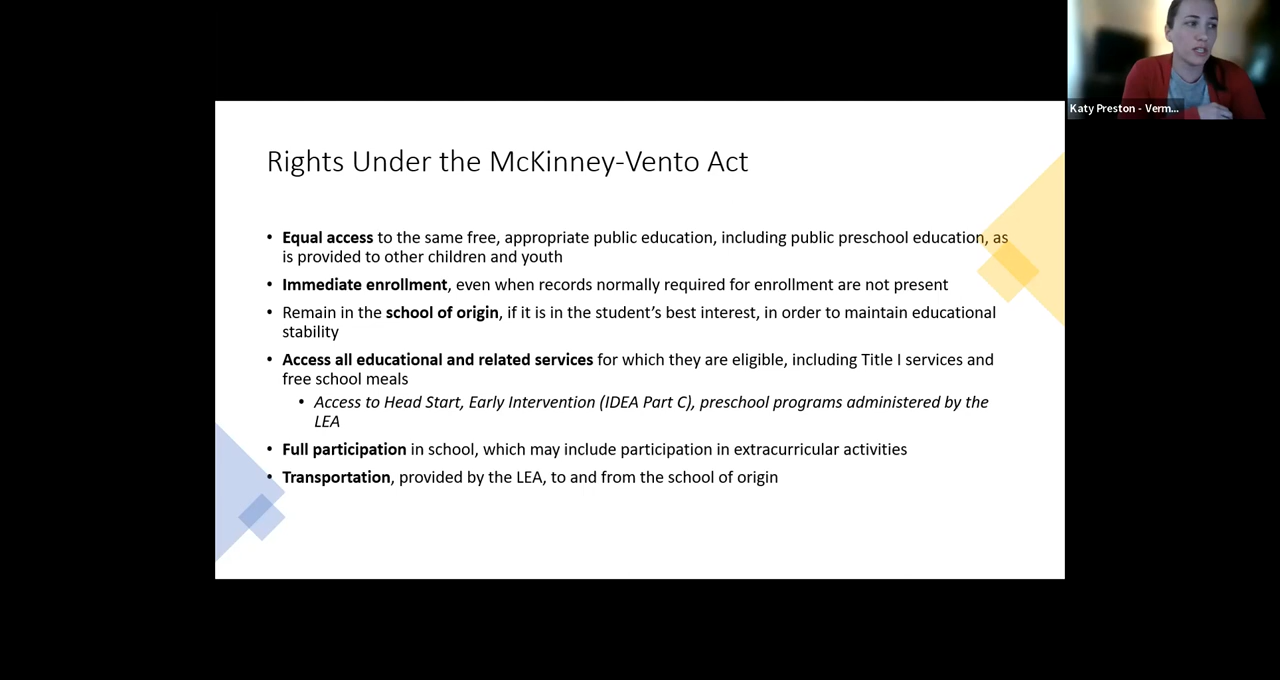 Katy Preston - Verm...
Rights Under the McKinney-Vento Act
• Equal access to the same free, appropriate public education, including public preschool education, as
is provided to other children and youth
• Immediate enrollment, even when records normally required for enrollment are not present
• Remain in the school of origin, if it is in the student’s best interest, in order to maintain educational
stability
• Access all educational and related services for which they are eligible, including Title I services and
free school meals
• Access to Head Start, Early Intervention (IDEA Part C), preschool programs administered by the
LEA
• Full participation in school, which may include participation in extracurricular activities
• Transportation, provided by the LEA, to and from the school of origin